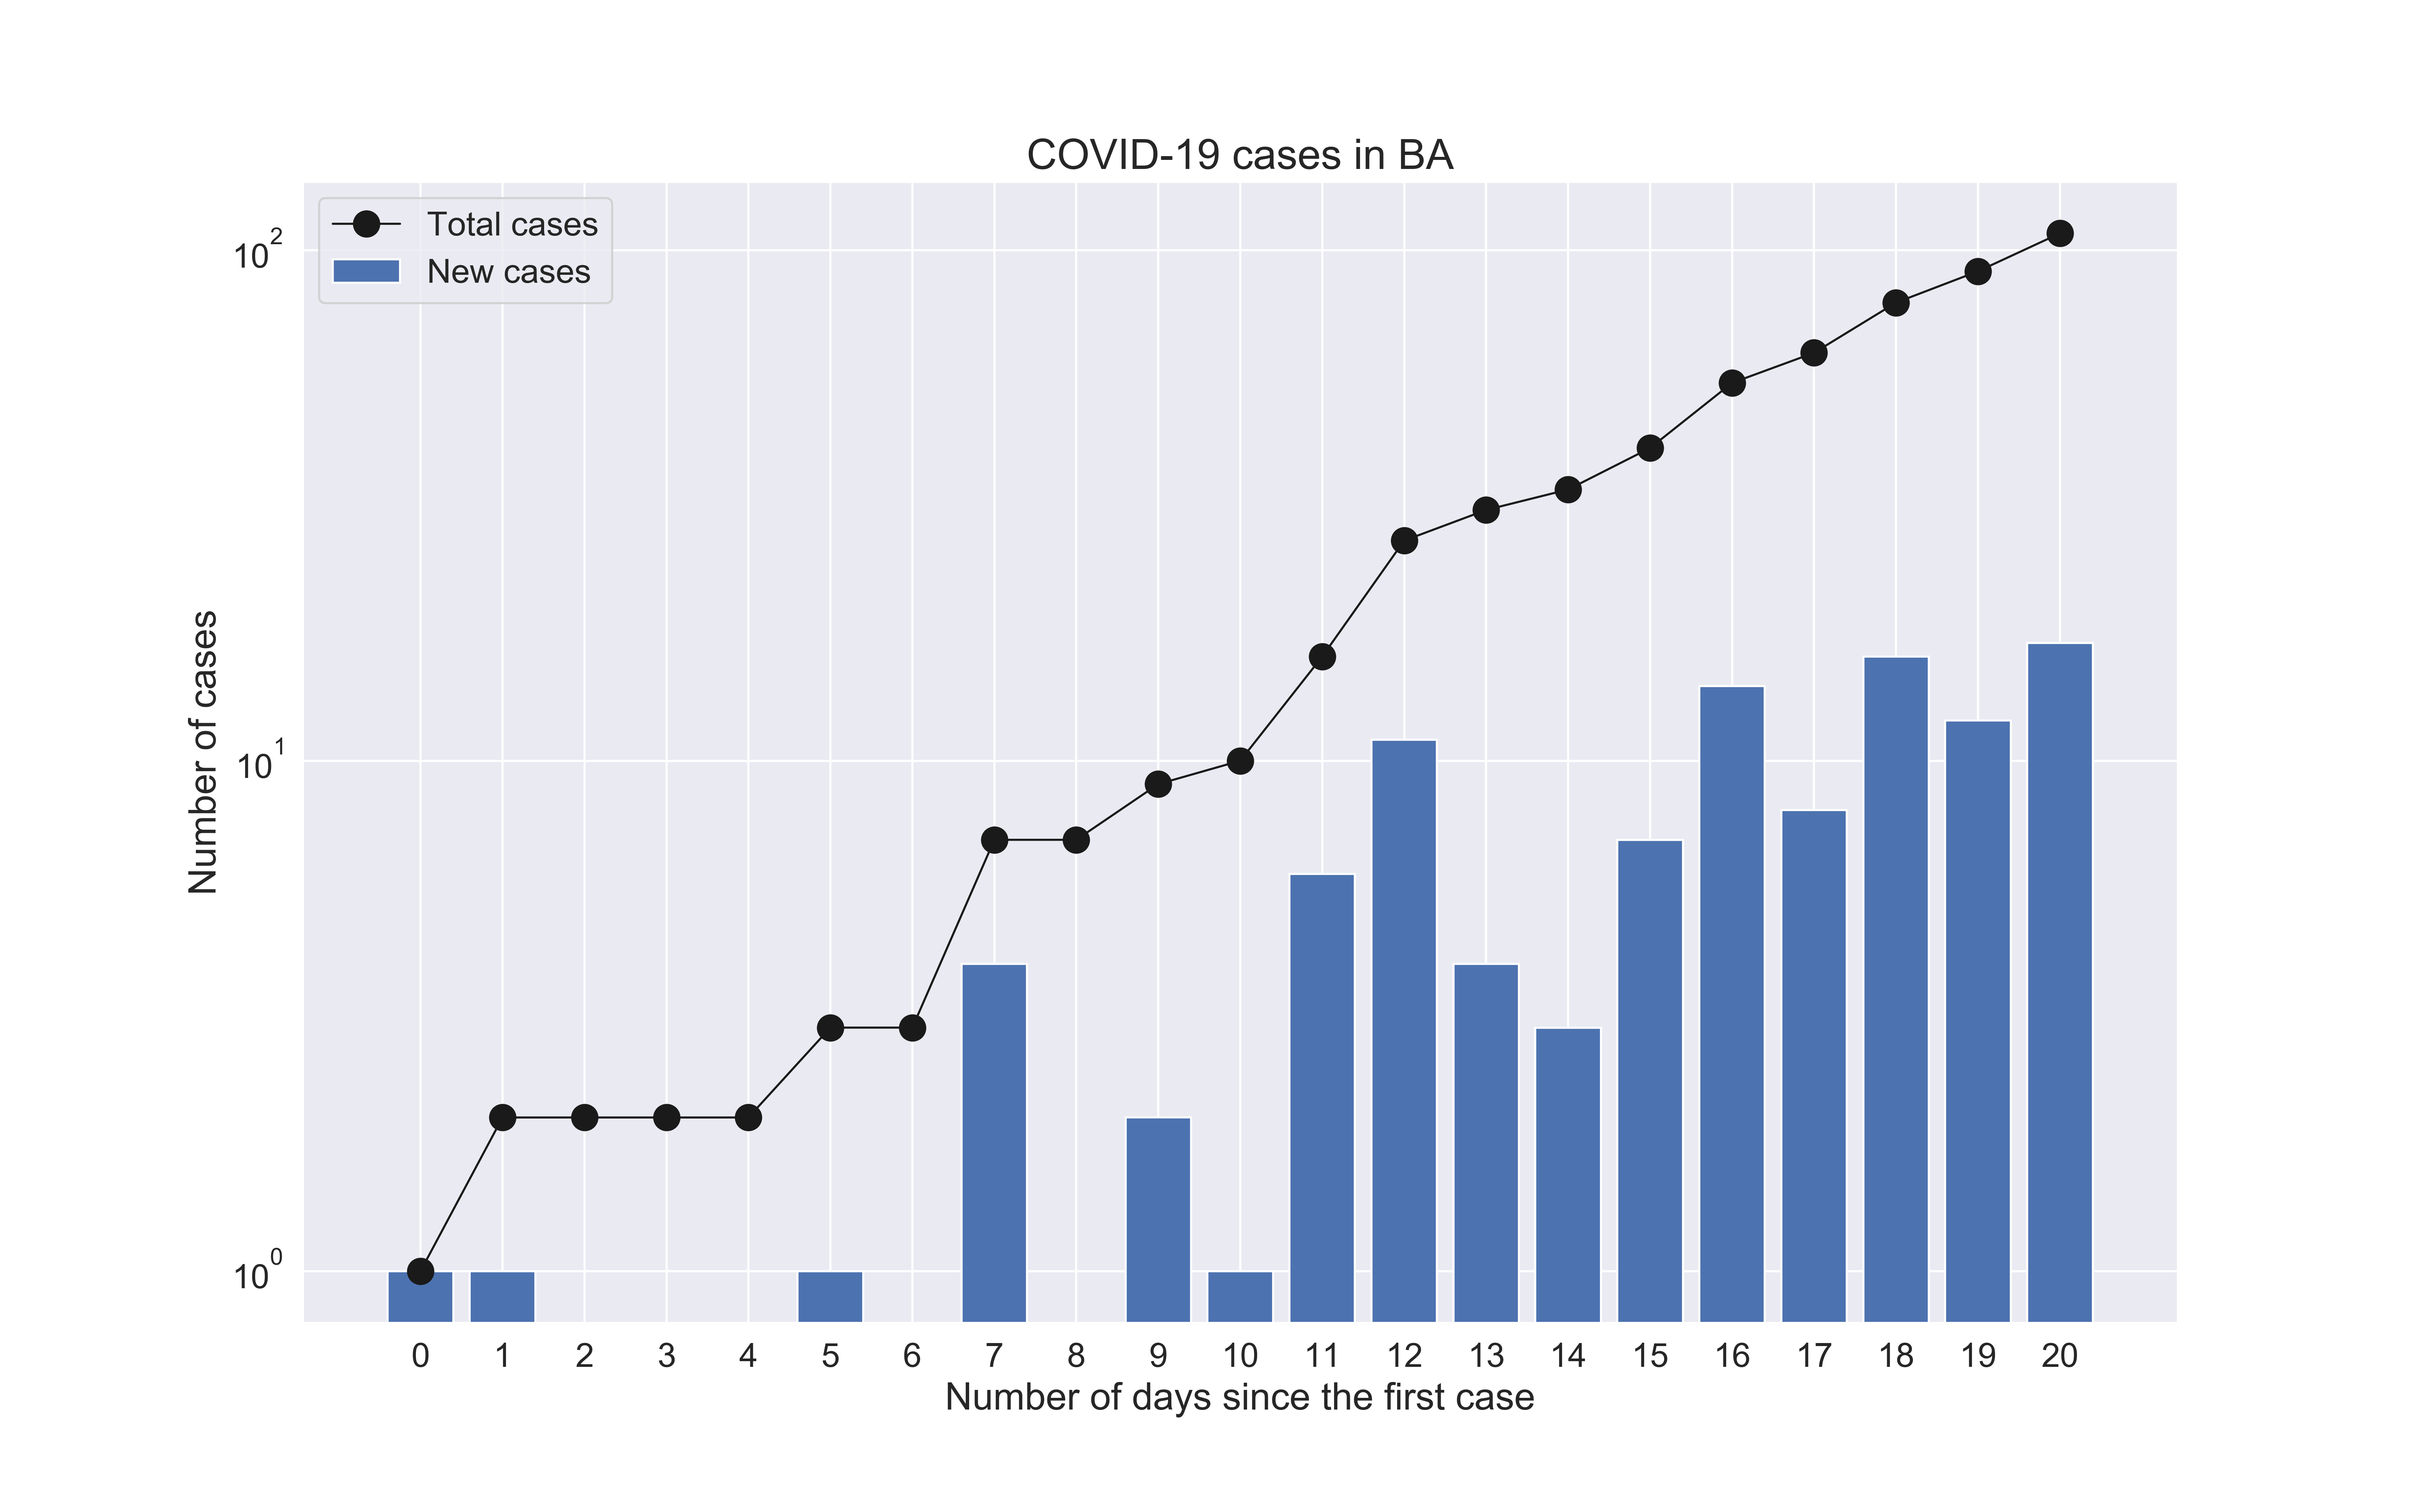 COVID-19 cases in BA
Total cases
New cases
10^2
10^1
10^0
Number of cases
0 1 2 3 4 5 6 7 8 9 10 11 12 13 14 15 16 17 18 19 20
Number of days since the first case